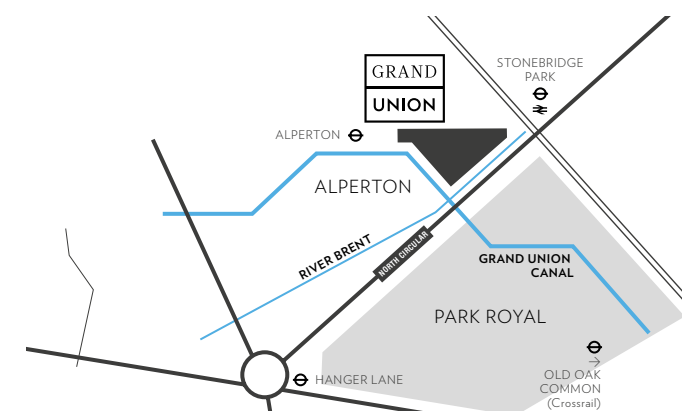 GRAND
UNION
STONEBRIDGE
PARK
ALPERTON
ALPERTON
RIVER BRENT
NORTH CIRCULAR
GRAND UNION
CANAL
PARK ROYAL
HANGER LANE
→
OLD OAK
COMMON
(Crossrail)